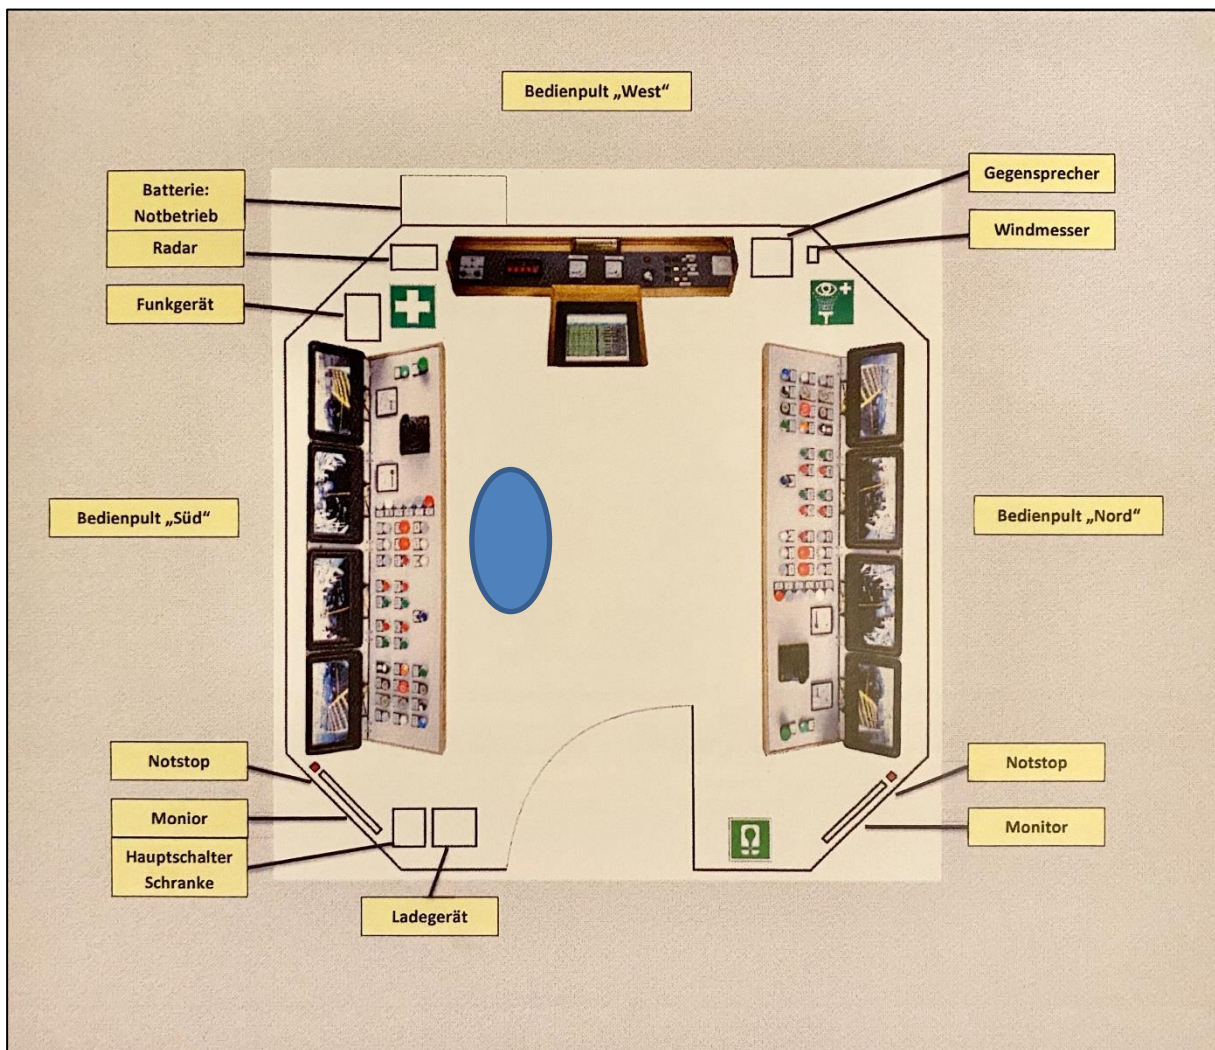 Bedienpult „West“
Batterie:
Notbetrieb
Radar
Funkgerät
Gegensprecher
Windmesser
Bedienpult „Süd“
Bedienpult „Nord“
Notstop
Monior
Hauptschalter
Schranke
Ladegerät
Notstop
Monitor